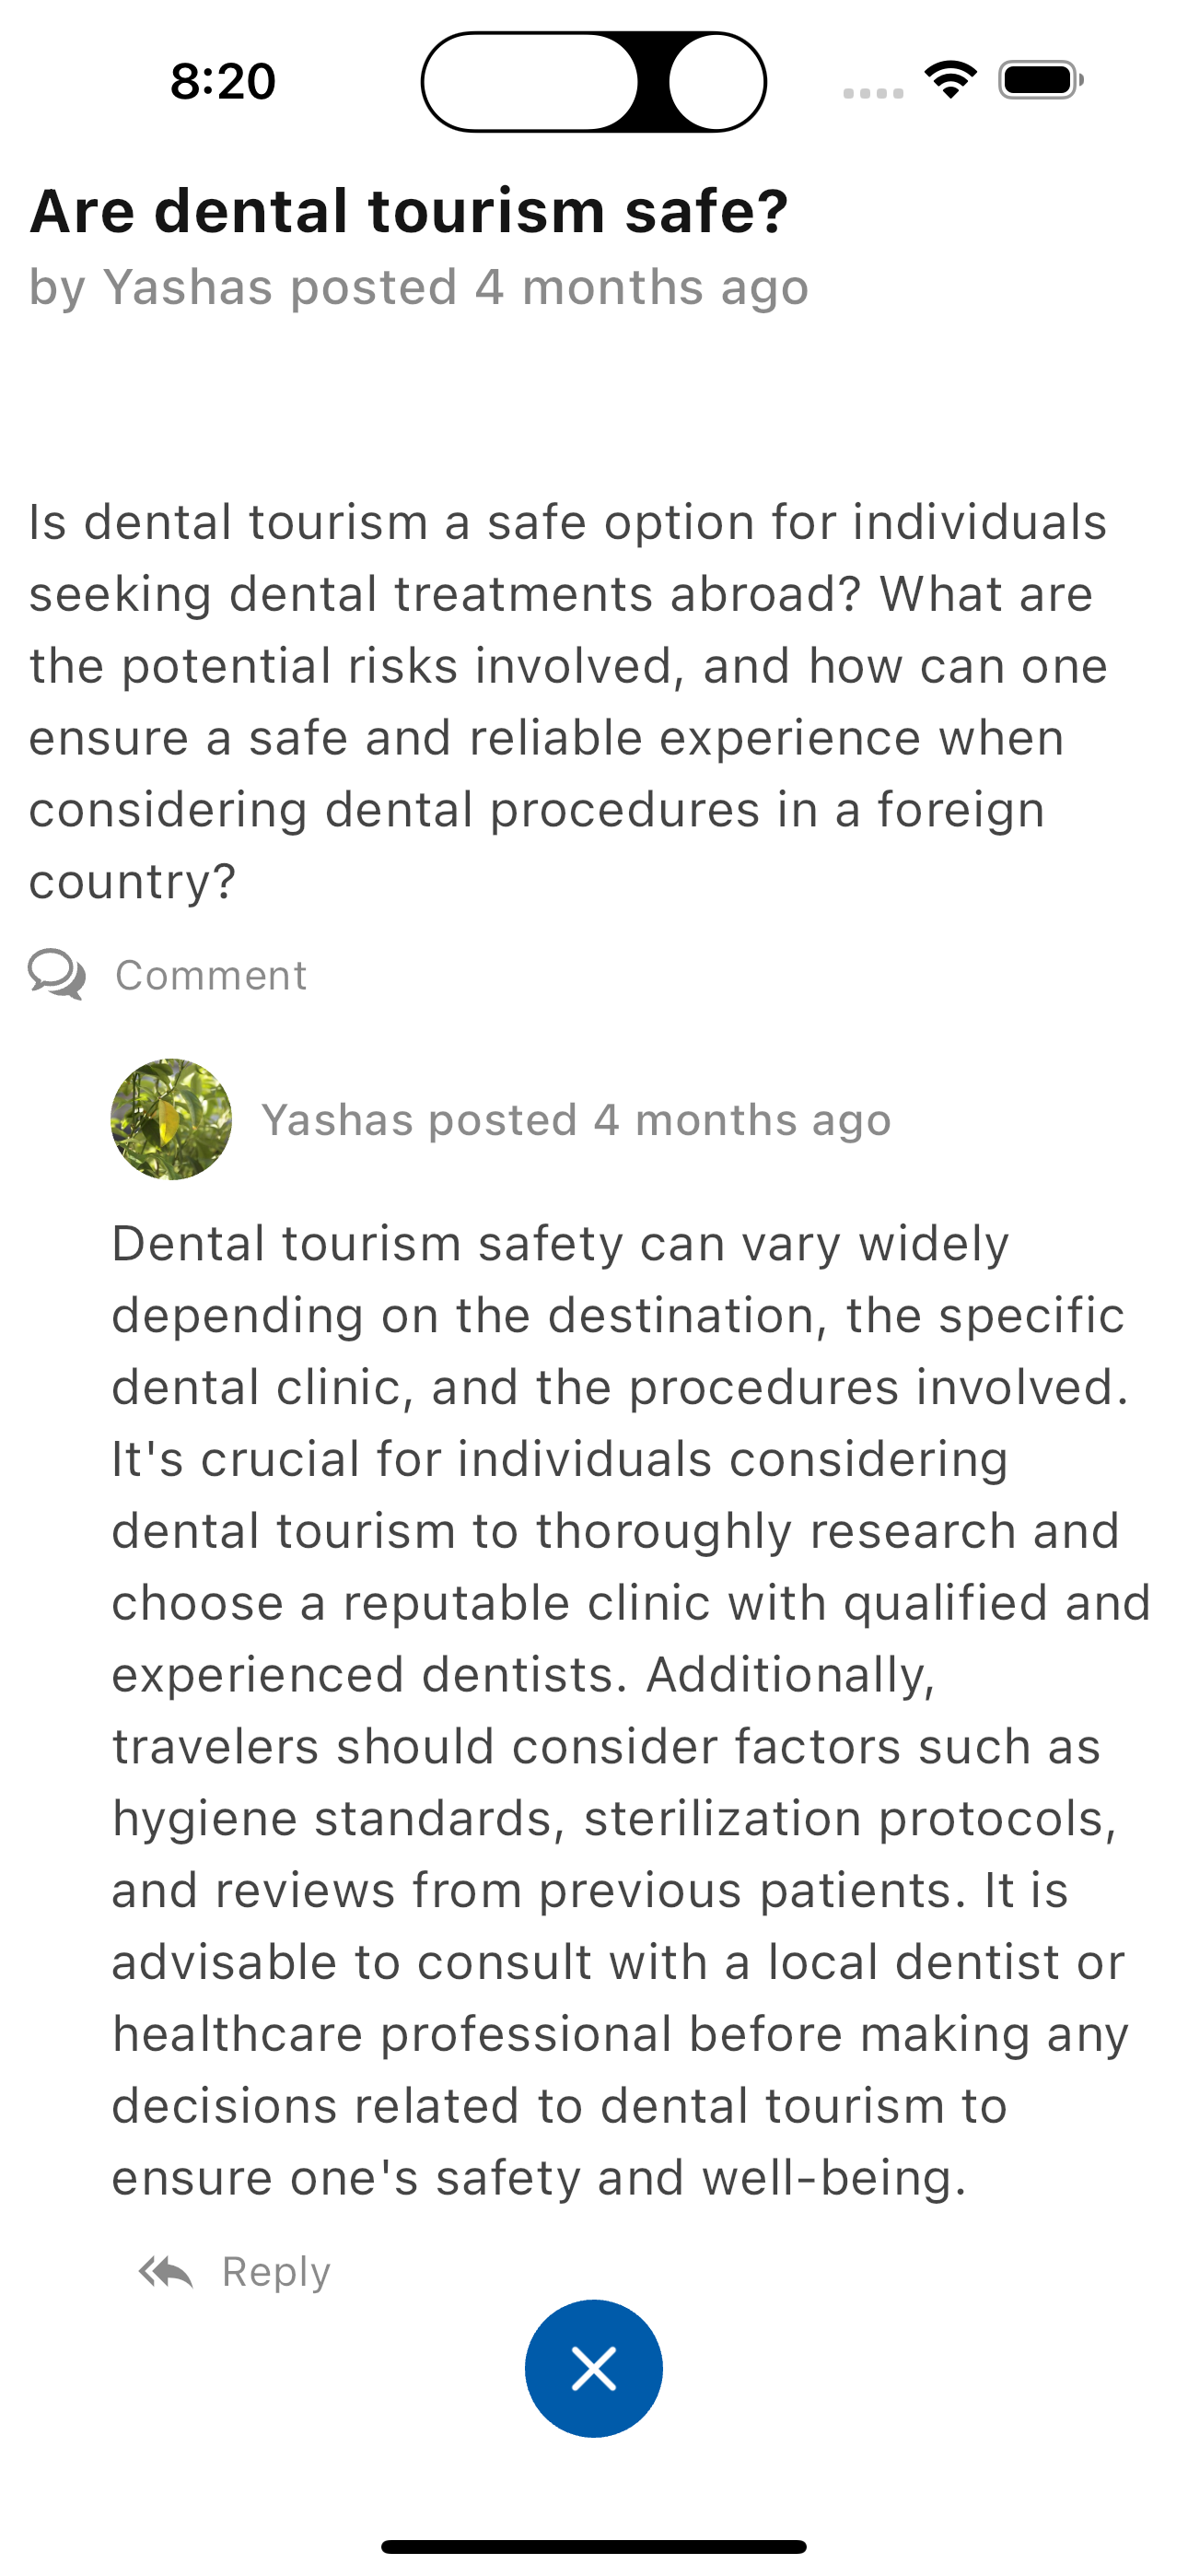 8:20
Are dental tourism safe?
by Yashas posted 4 months ago
Is dental tourism a safe option for individuals
seeking dental treatments abroad? What are
the potential risks involved, and how can one
ensure a safe and reliable experience when
considering dental procedures in a foreign
country?
Comment
Yashas posted 4 months ago
Dental tourism safety can vary widely
depending on the destination, the specific
dental clinic, and the procedures involved.
It's crucial for individuals considering
dental tourism to thoroughly research and
choose a reputable clinic with qualified and
experienced dentists. Additionally,
travelers should consider factors such as
hygiene standards, sterilization protocols,
and reviews from previous patients. It is
advisable to consult with a local dentist or
healthcare professional before making any
decisions related to dental tourism to
ensure one's safety and well-being.
Reply